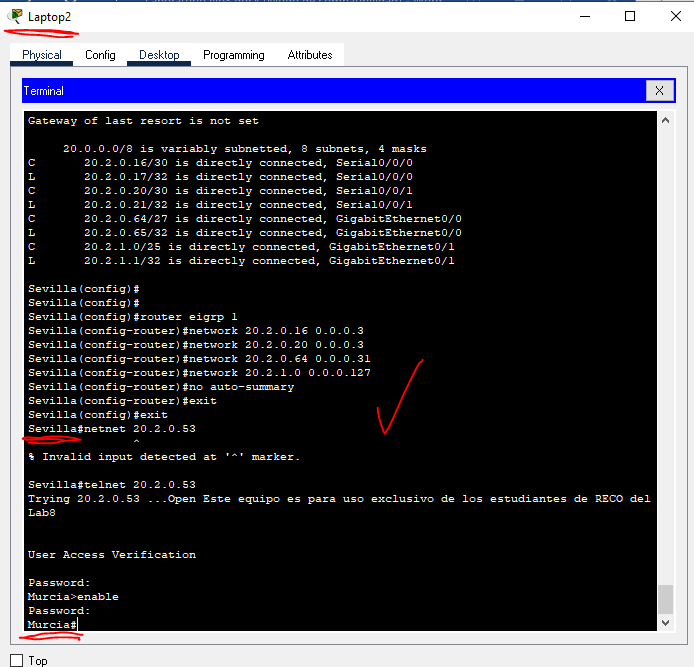 Laptop2
Physical Config Desktop Programming Attributes
Terminal X
Gateway of last resort is not set
20.0.0.0/8 is variably subnetted, 8 subnets, 4 masks
C 20.2.0.16/30 is directly connected, Serial0/0/0
L 20.2.0.17/32 is directly connected, Serial0/0/0
C 20.2.0.20/30 is directly connected, Serial0/0/1
L 20.2.0.21/32 is directly connected, Serial0/0/1
C 20.2.0.64/27 is directly connected, GigabitEthernet0/0
L 20.2.0.65/32 is directly connected, GigabitEthernet0/0
C 20.2.1.0/25 is directly connected, GigabitEthernet0/1
L 20.2.1.1/32 is directly connected, GigabitEthernet0/1
Sevilla(config)#
Sevilla(config)#
Sevilla(config)#router eigrp 1
Sevilla(config-router)#network 20.2.0.16 0.0.0.3
Sevilla(config-router)#network 20.2.0.20 0.0.0.3
Sevilla(config-router)#network 20.2.0.64 0.0.0.31
Sevilla(config-router)#network 20.2.1.0 0.0.0.127
Sevilla(config-router)#no auto-summary
Sevilla(config-router)#exit
Sevilla(config)#exit
Sevilla#netnet 20.2.0.53
^
% Invalid input detected at '^' marker.
Sevilla#telnet 20.2.0.53
Trying 20.2.0.53 ...Open Este equipo es para uso exclusivo de los estudiantes de RECO del
Lab8
User Access Verification
Password:
Murcia>enable
Password:
Murcia#
Top